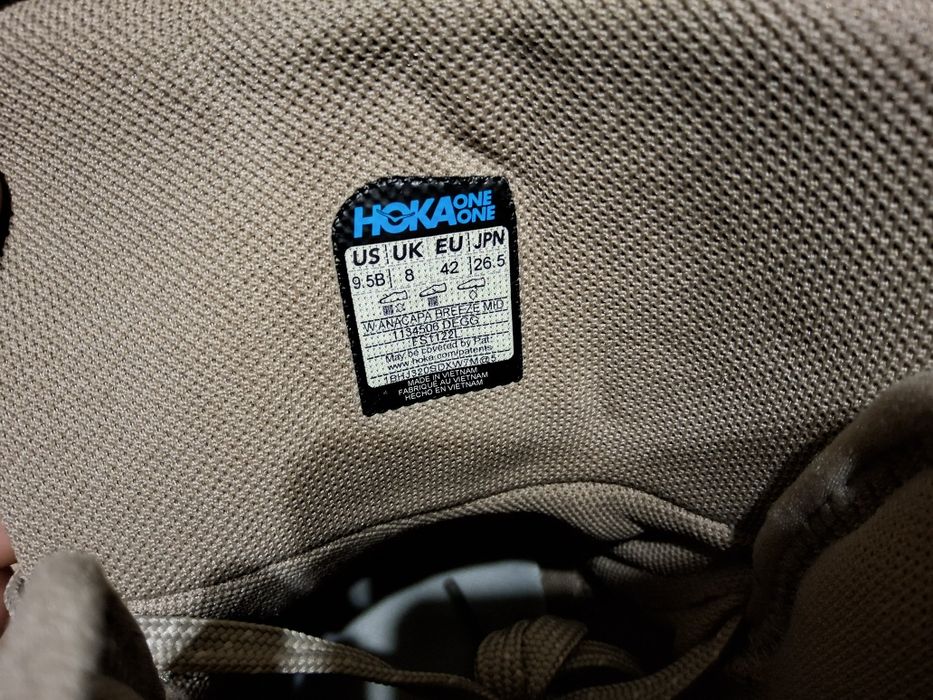 HOKA ONE ONE
US UK EU JPN
9.5B 8 42 26.5
W ANACAPA BREEZE MID
1134506 DEGG
FS1122L
May be covered by Pat.
www.hoka.com/patents
MADE IN VIETNAM
FABRIQUÉ AU VIETNAM
HECHO EN VIETNAM